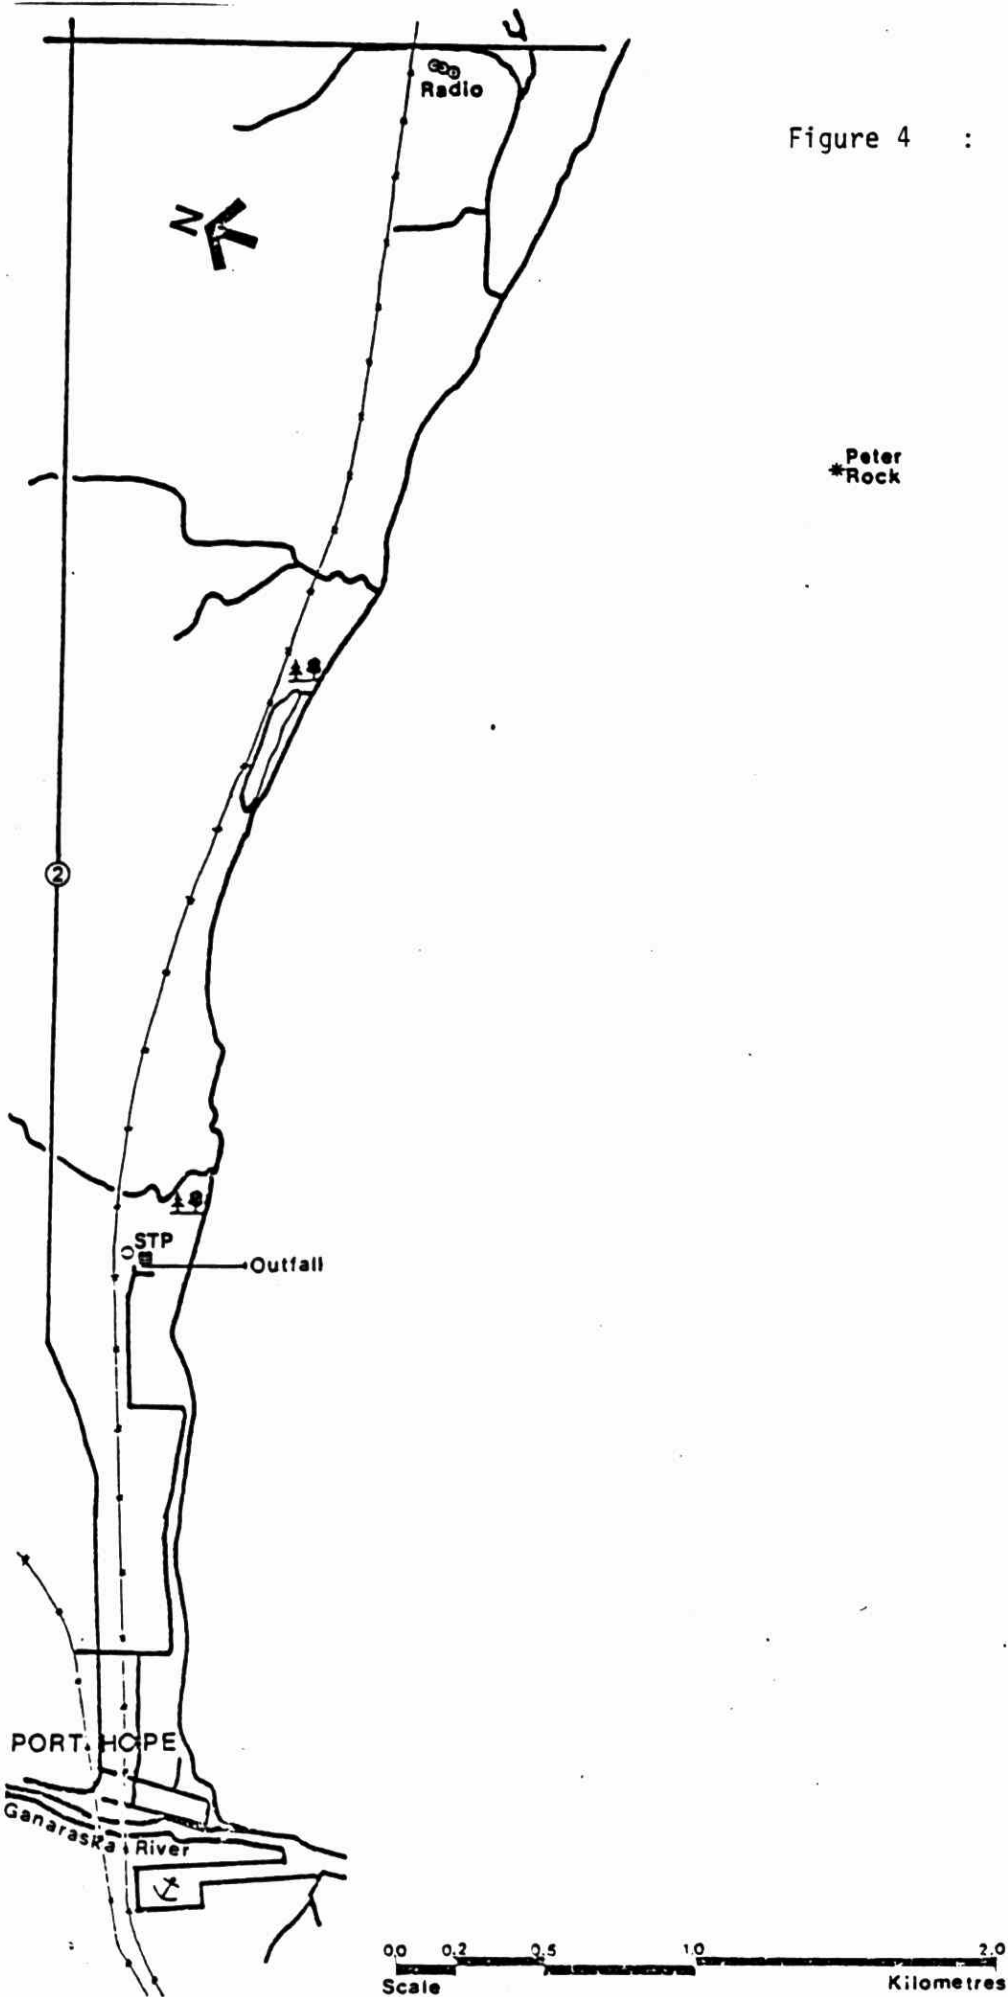 Radio
Figure 4 :
N
Peter
Rock
2
STP
Outfall
PORT HOPE
Ganaraska River
0.0 0.2 0.5 1.0 2.0
Scale Kilometres